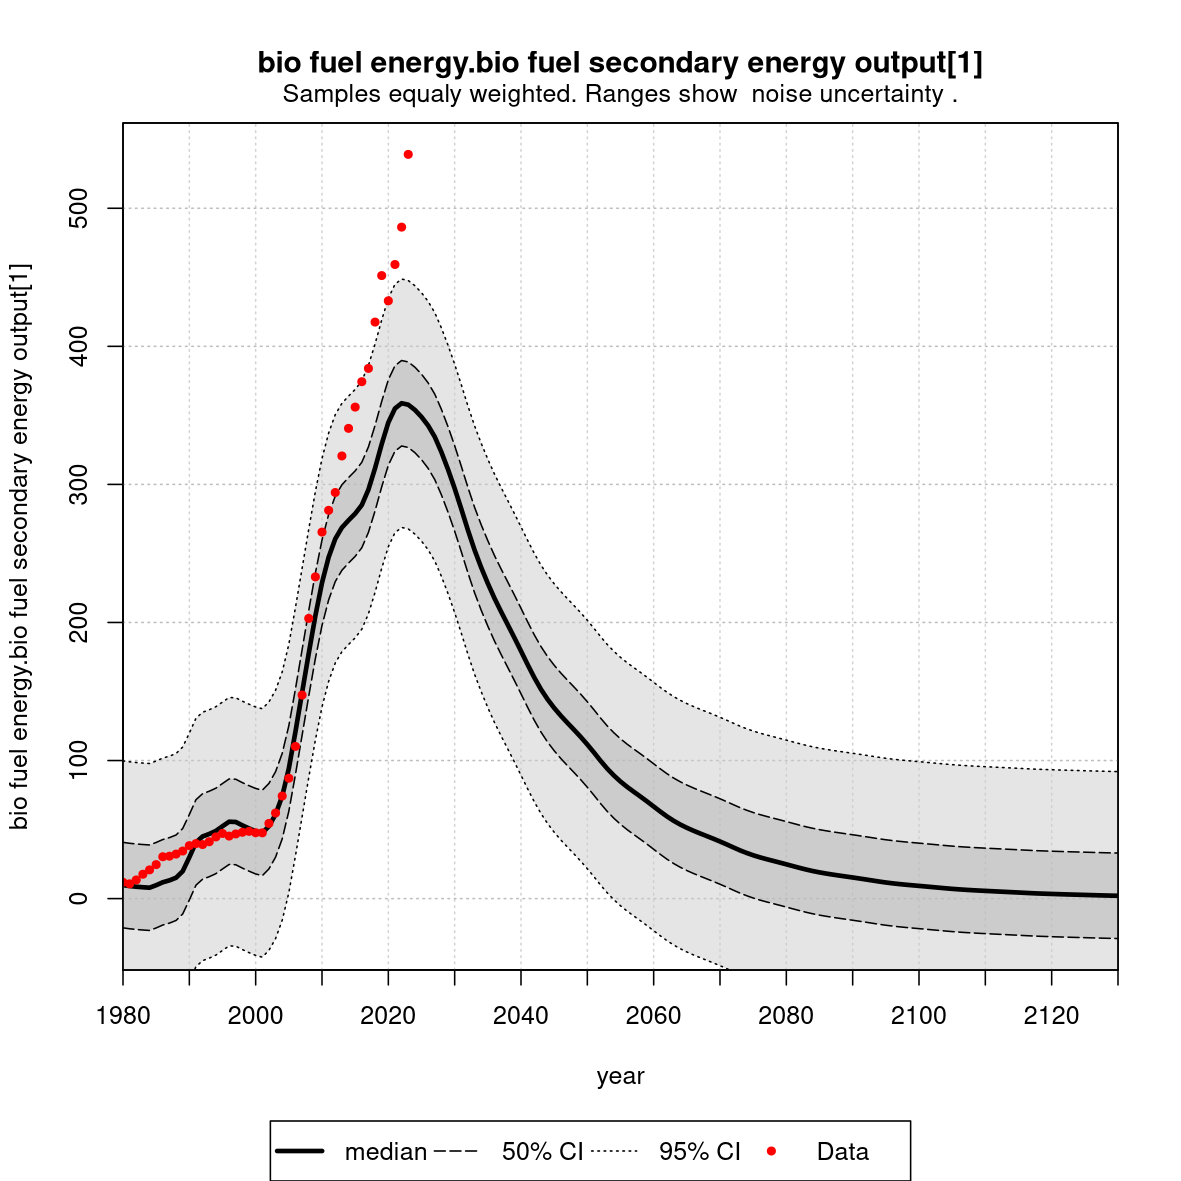 bio fuel energy.bio fuel secondary energy output[1]
Samples equaly weighted. Ranges show  noise uncertainty .
bio fuel energy.bio fuel secondary energy output[1]
500
400
300
200
100
0
1980 2000 2020 2040 2060 2080 2100 2120
year
median 50% CI 95% CI Data